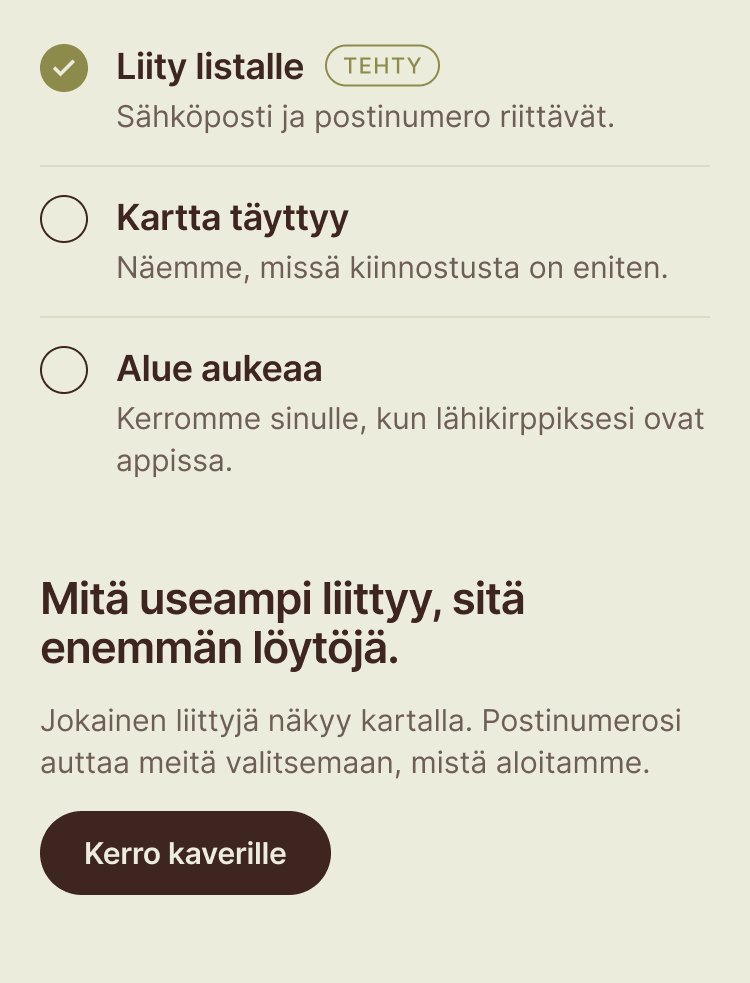 Liity listalle TEHTY
Sähköposti ja postinumero riittävät.
Kartta täyttyy
Näemme, missä kiinnostusta on eniten.
Alue aukeaa
Kerromme sinulle, kun lähikirppiksesi ovat
appissa.
Mitä useampi liittyy, sitä
enemmän löytöjä.
Jokainen liittyjä näkyy kartalla. Postinumerosi
auttaa meitä valitsemaan, mistä aloitamme.
Kerro kaverille